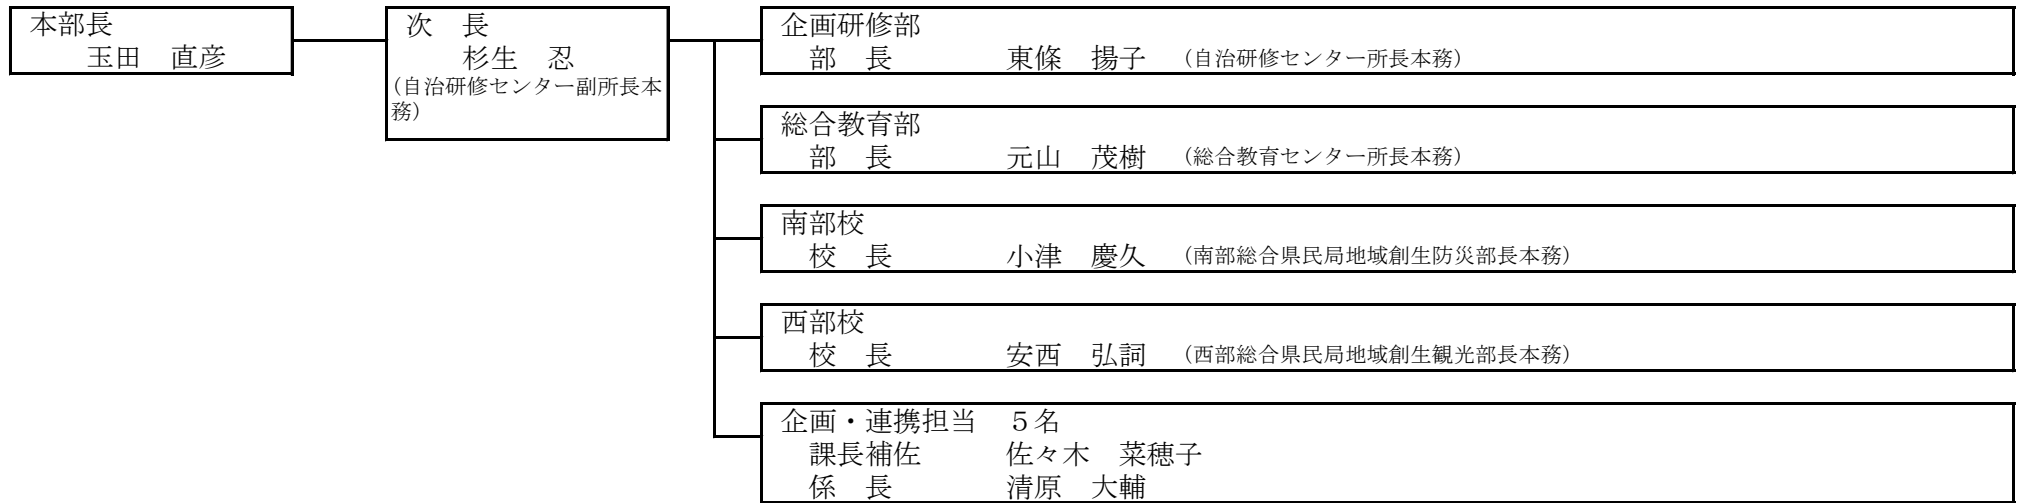 本部長
玉田　直彦
次　長
杉生　忍
(自治研修センター副所長本
務)
企画研修部
部　長　東條　揚子　(自治研修センター所長本務)
総合教育部
部　長　元山　茂樹　(総合教育センター所長本務)
南部校
校　長　小津　慶久　(南部総合県民局地域創生防災部長本務)
西部校
校　長　安西　弘詞　(西部総合県民局地域創生観光部長本務)
企画・連携担当　５名
課長補佐　佐々木　菜穂子
係　長　清原　大輔